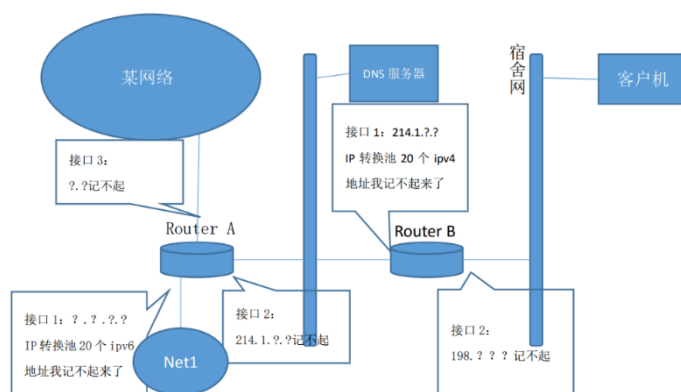 某网络
DNS 服务器
宿舍网
客户机
接口 1：214.1.?.?
IP 转换池 20 个 ipv4
地址我记不起来了
接口 3：
?.?记不起
Router A
Router B
接口 1：？.？.?.?
IP 转换池 20 个 ipv6
地址我记不起来了
Net1
接口 2：
214.1.?.?记不起
接口 2：
198.？？？记不起